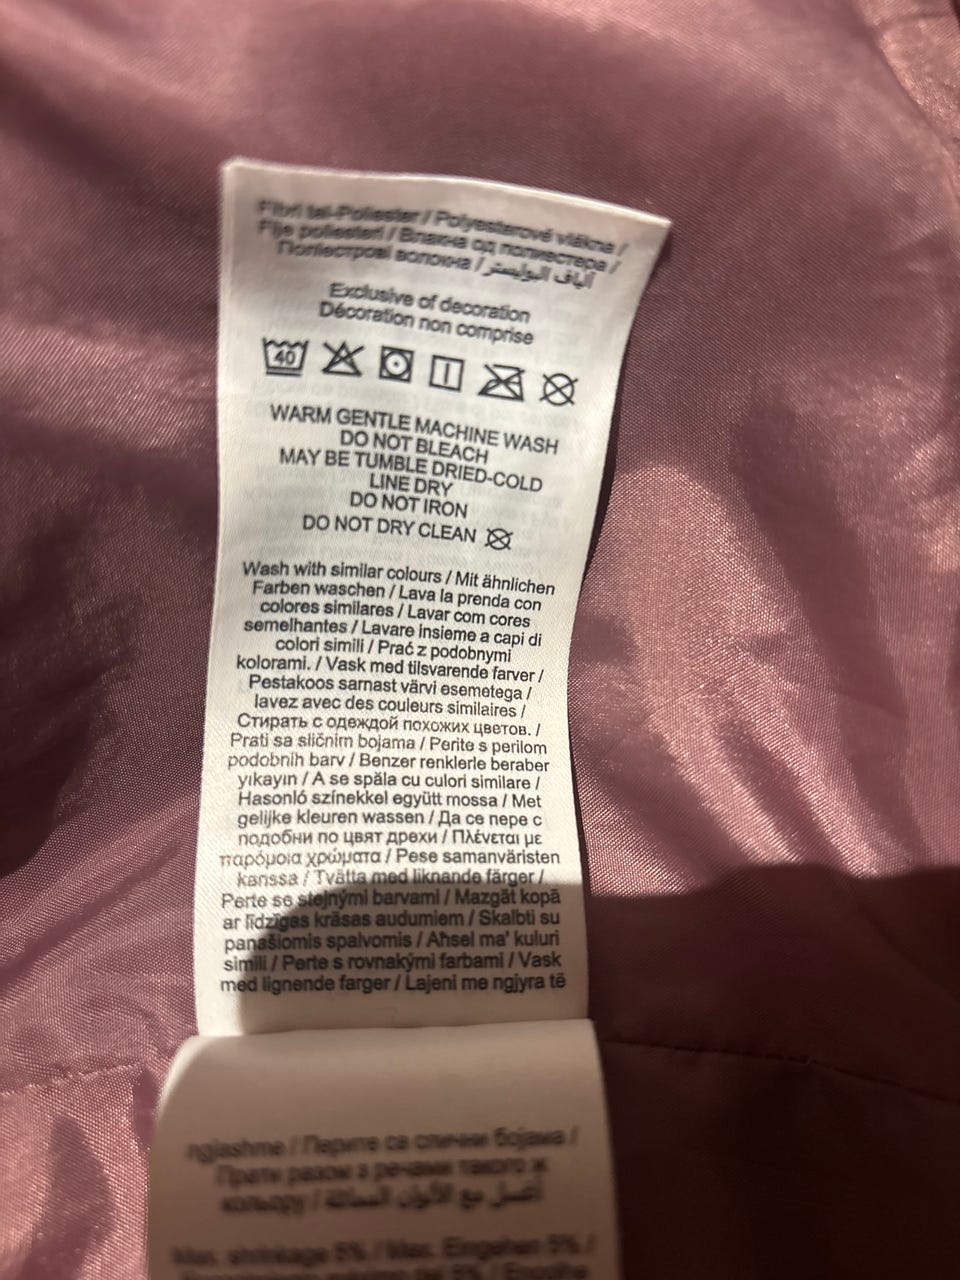 Fibri tal-Poliester / Polyesterové vlákna /
Fije poliesteri / Влакна од полиестера /
Поліестрові волокна / ألياف البوليستر
Exclusive of decoration
Décoration non comprise
40
WARM GENTLE MACHINE WASH
DO NOT BLEACH
MAY BE TUMBLE DRIED-COLD
LINE DRY
DO NOT IRON
DO NOT DRY CLEAN
Wash with similar colours / Mit ähnlichen
Farben waschen / Lava la prenda con
colores similares / Lavar com cores
semelhantes / Lavare insieme a capi di
colori simili / Prać z podobnymi
kolorami. / Vask med tilsvarende farver /
Pestakoos sarnast värvi esemetega /
lavez avec des couleurs similaires /
Стирать с одеждой похожих цветов. /
Prati sa sličnim bojama / Perite s perilom
podobnih barv / Benzer renklerle beraber
yıkayın / A se spăla cu culori similare /
Hasonló színekkel együtt mossa / Met
gelijke kleuren wassen / Да се пере с
подобни по цвят дрехи / Πλένεται με
παρόμοια χρώματα / Pese samanväristen
kanssa / Tvätta med liknande färger /
Perte se stejnými barvami / Mazgāt kopā
ar līdzīgas krāsas audumiem / Skalbti su
panašiomis spalvomis / Aħsel ma' kuluri
simili / Perte s rovnakými farbami / Vask
med lignende farger / Lajeni me ngjyra të
ngjashme / Перите са слични бојама /
Прати разом з речами такого ж
кольору / اغسل مع الألوان المماثلة
Max. shrinkage 5% / Max. Eingehen 5% /